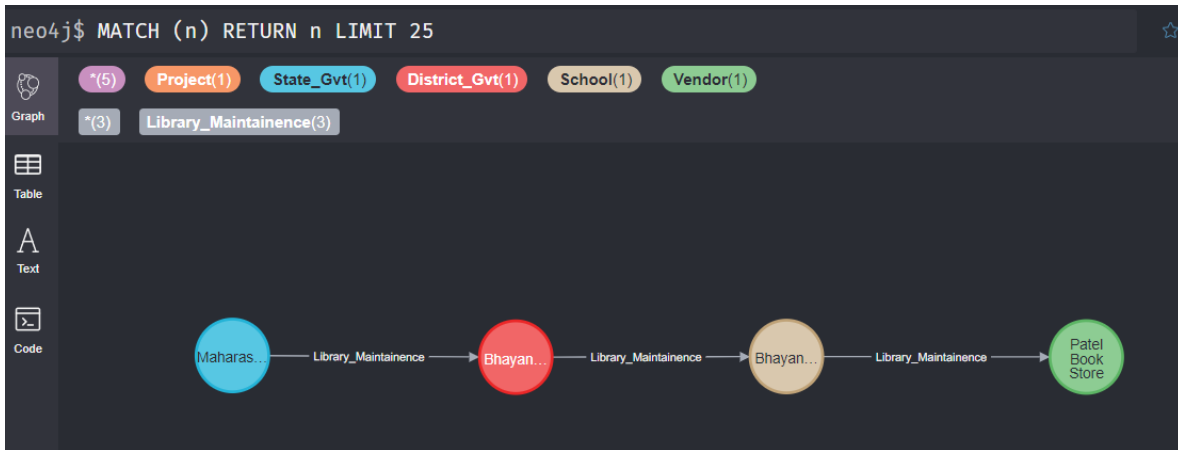 neo4j$ MATCH (n) RETURN n LIMIT 25
*(5) Project(1) State_Gvt(1) District_Gvt(1) School(1) Vendor(1)
Graph
*(3) Library_Maintainence(3)
Table
Text
Code
Maharas...
Library_Maintainence
Bhayan...
Library_Maintainence
Bhayan...
Library_Maintainence
Patel
Book
Store